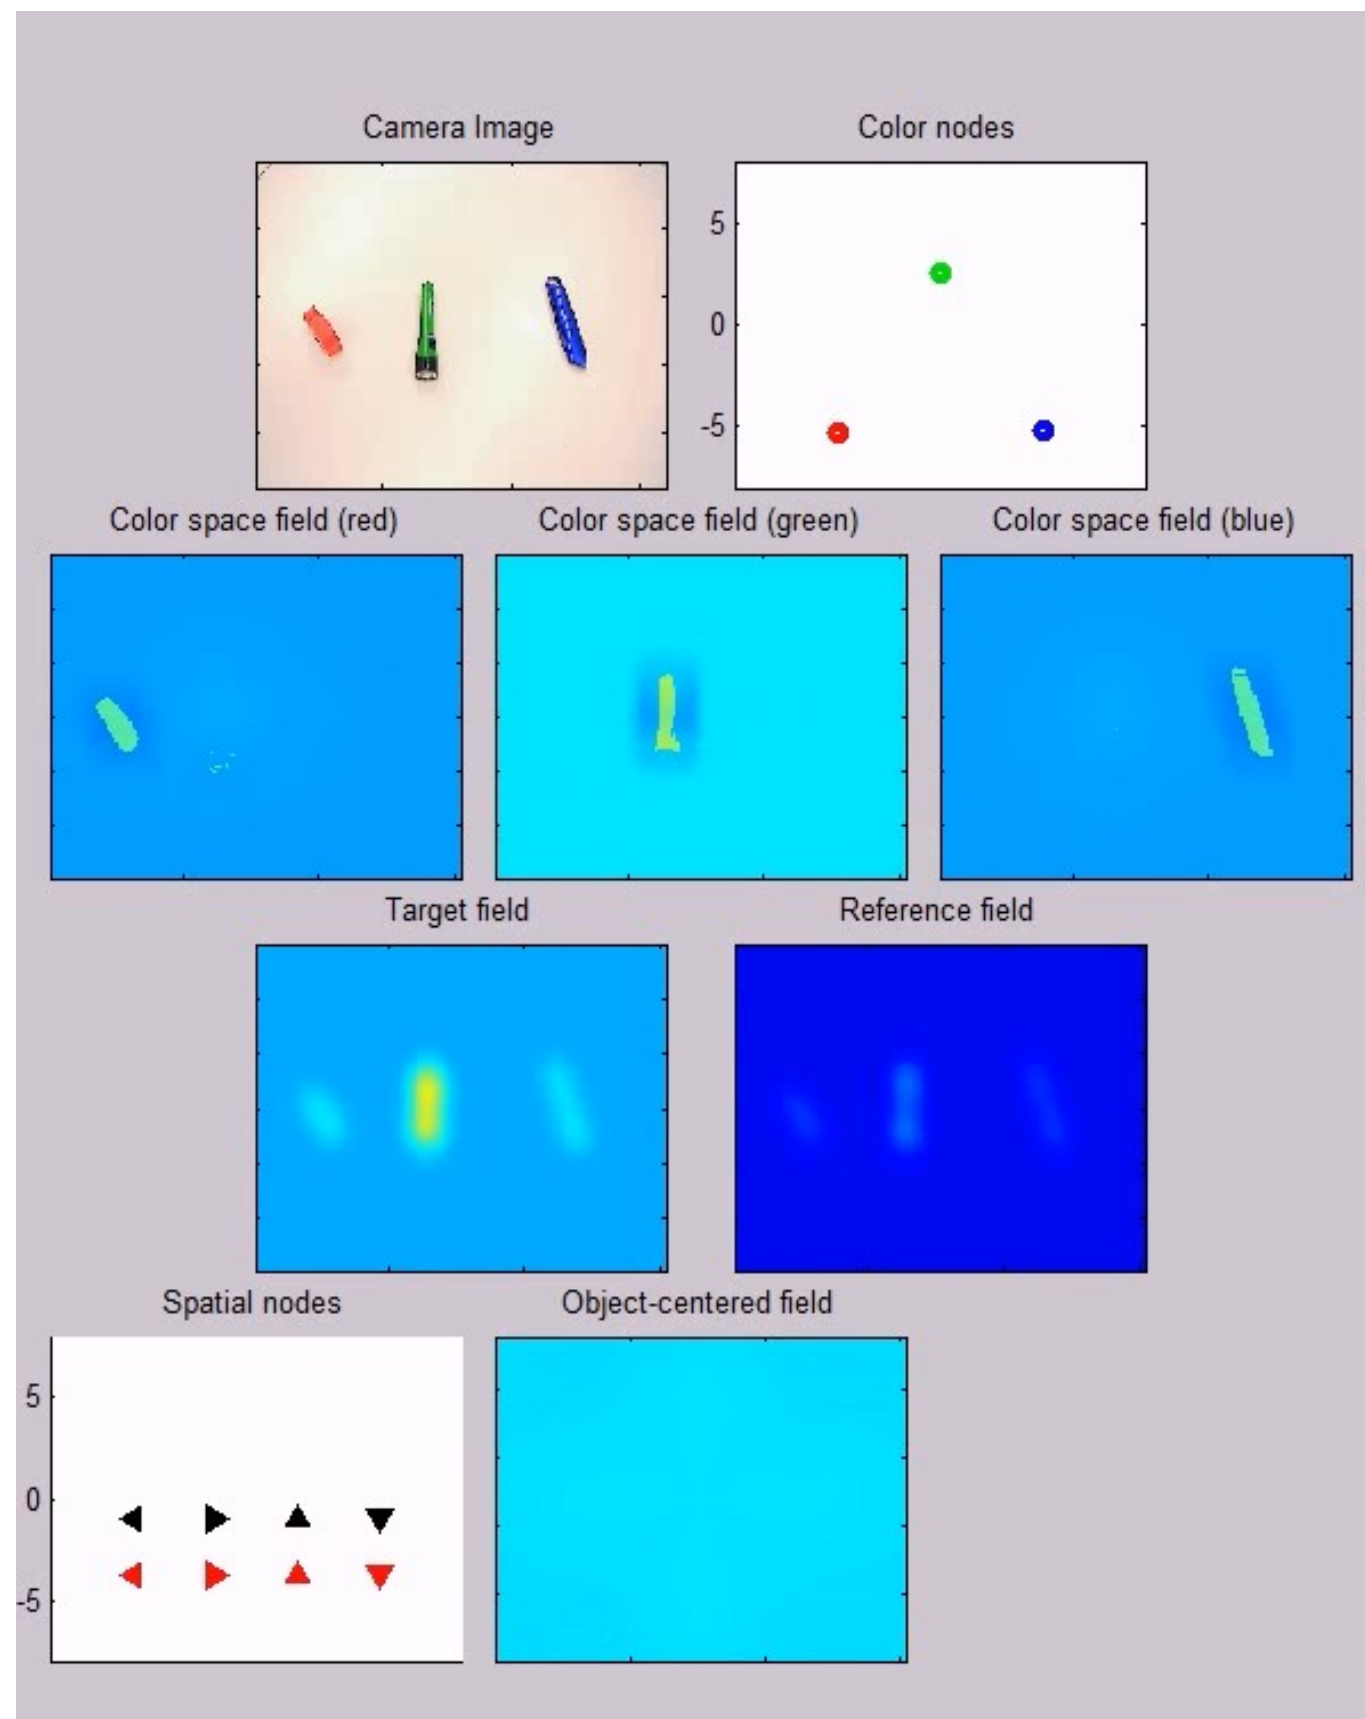 Camera Image
Color nodes
5
0
-5
Color space field (red)
Color space field (green)
Color space field (blue)
Target field
Reference field
Spatial nodes
Object-centered field
5
0
-5